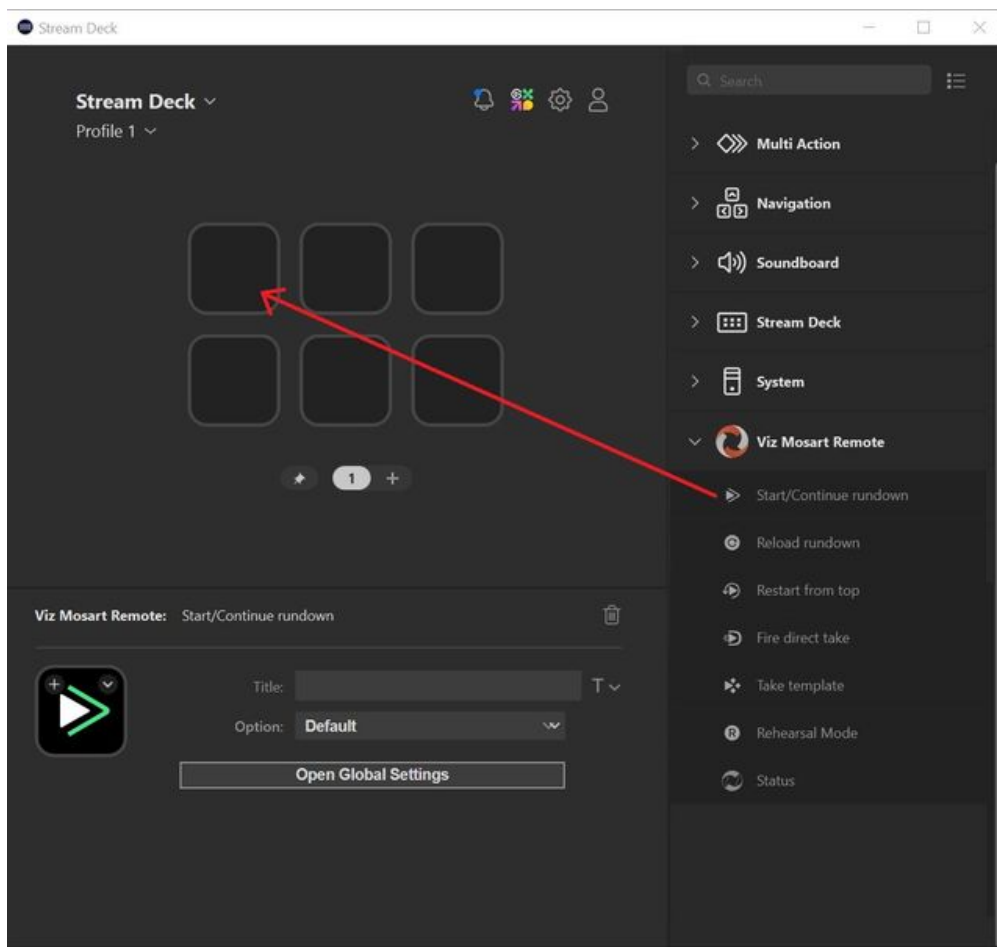 Stream Deck
Stream Deck
Profile 1
1
Search
Multi Action
Navigation
Soundboard
Stream Deck
System
Viz Mosart Remote
Start/Continue rundown
Reload rundown
Restart from top
Fire direct take
Take template
R Rehearsal Mode
Status
Viz Mosart Remote: Start/Continue rundown
Title: T
Option: Default
Open Global Settings